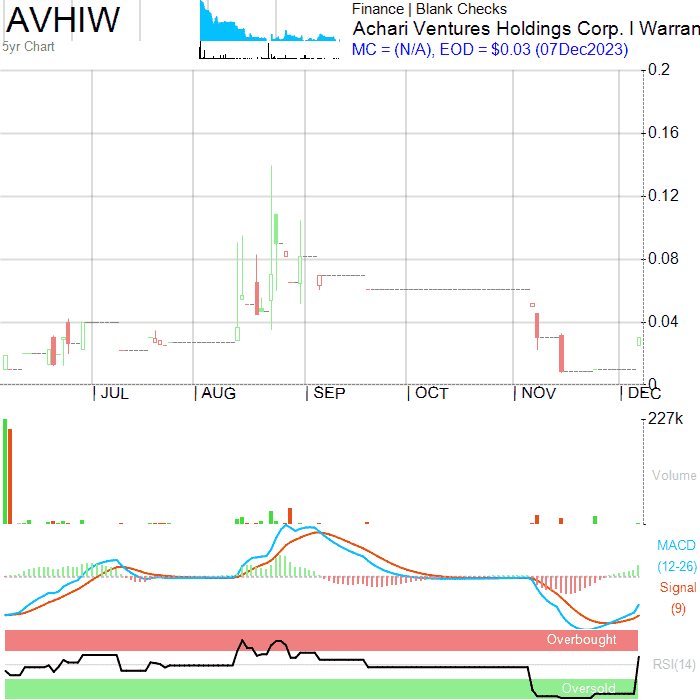 AVHIW
5yr Chart
Finance | Blank Checks
Achari Ventures Holdings Corp. I Warran
MC = (N/A), EOD = $0.03 (07Dec2023)
0.2
0.16
0.12
0.08
0.04
0
JUL AUG SEP OCT NOV DEC
227k
Volume
MACD
(12-26)
Signal
(9)
Overbought
RSI(14)
Oversold